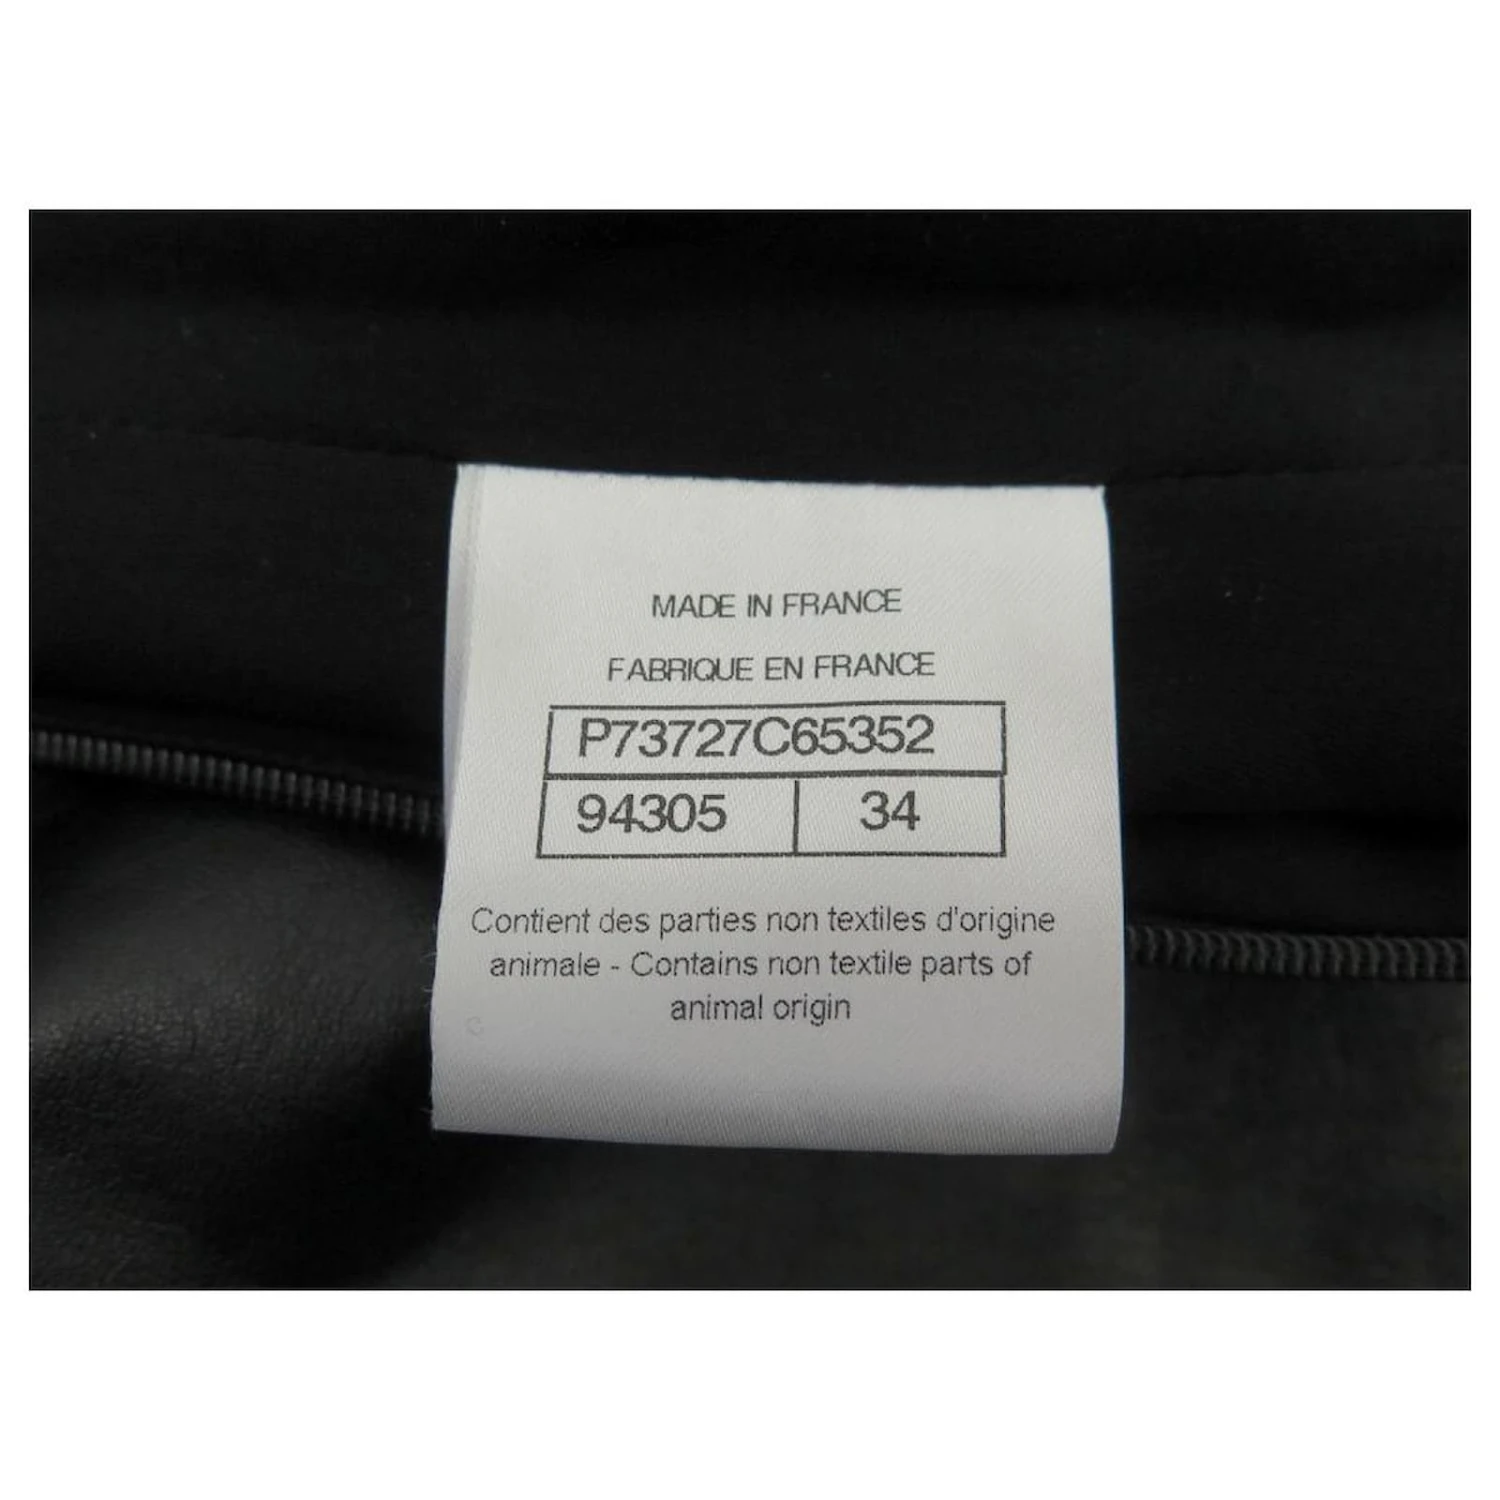 MADE IN FRANCE
FABRIQUE EN FRANCE
P73727C65352
94305 34
Contient des parties non textiles d'origine
animale - Contains non textile parts of
animal origin